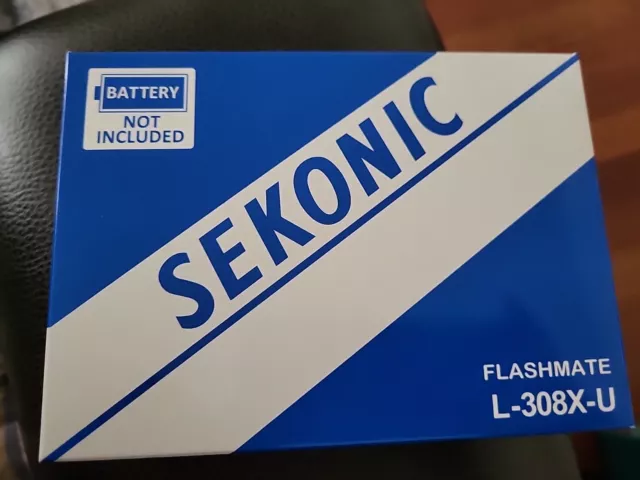 BATTERY
NOT
INCLUDED
SEKONIC
FLASHMATE
L-308X-U